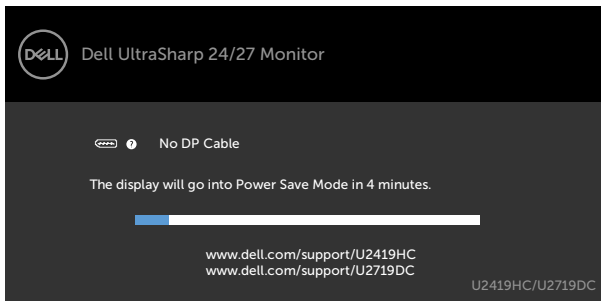 DELL
Dell UltraSharp 24/27 Monitor
? No DP Cable
The display will go into Power Save Mode in 4 minutes.
www.dell.com/support/U2419HC
www.dell.com/support/U2719DC
U2419HC/U2719DC